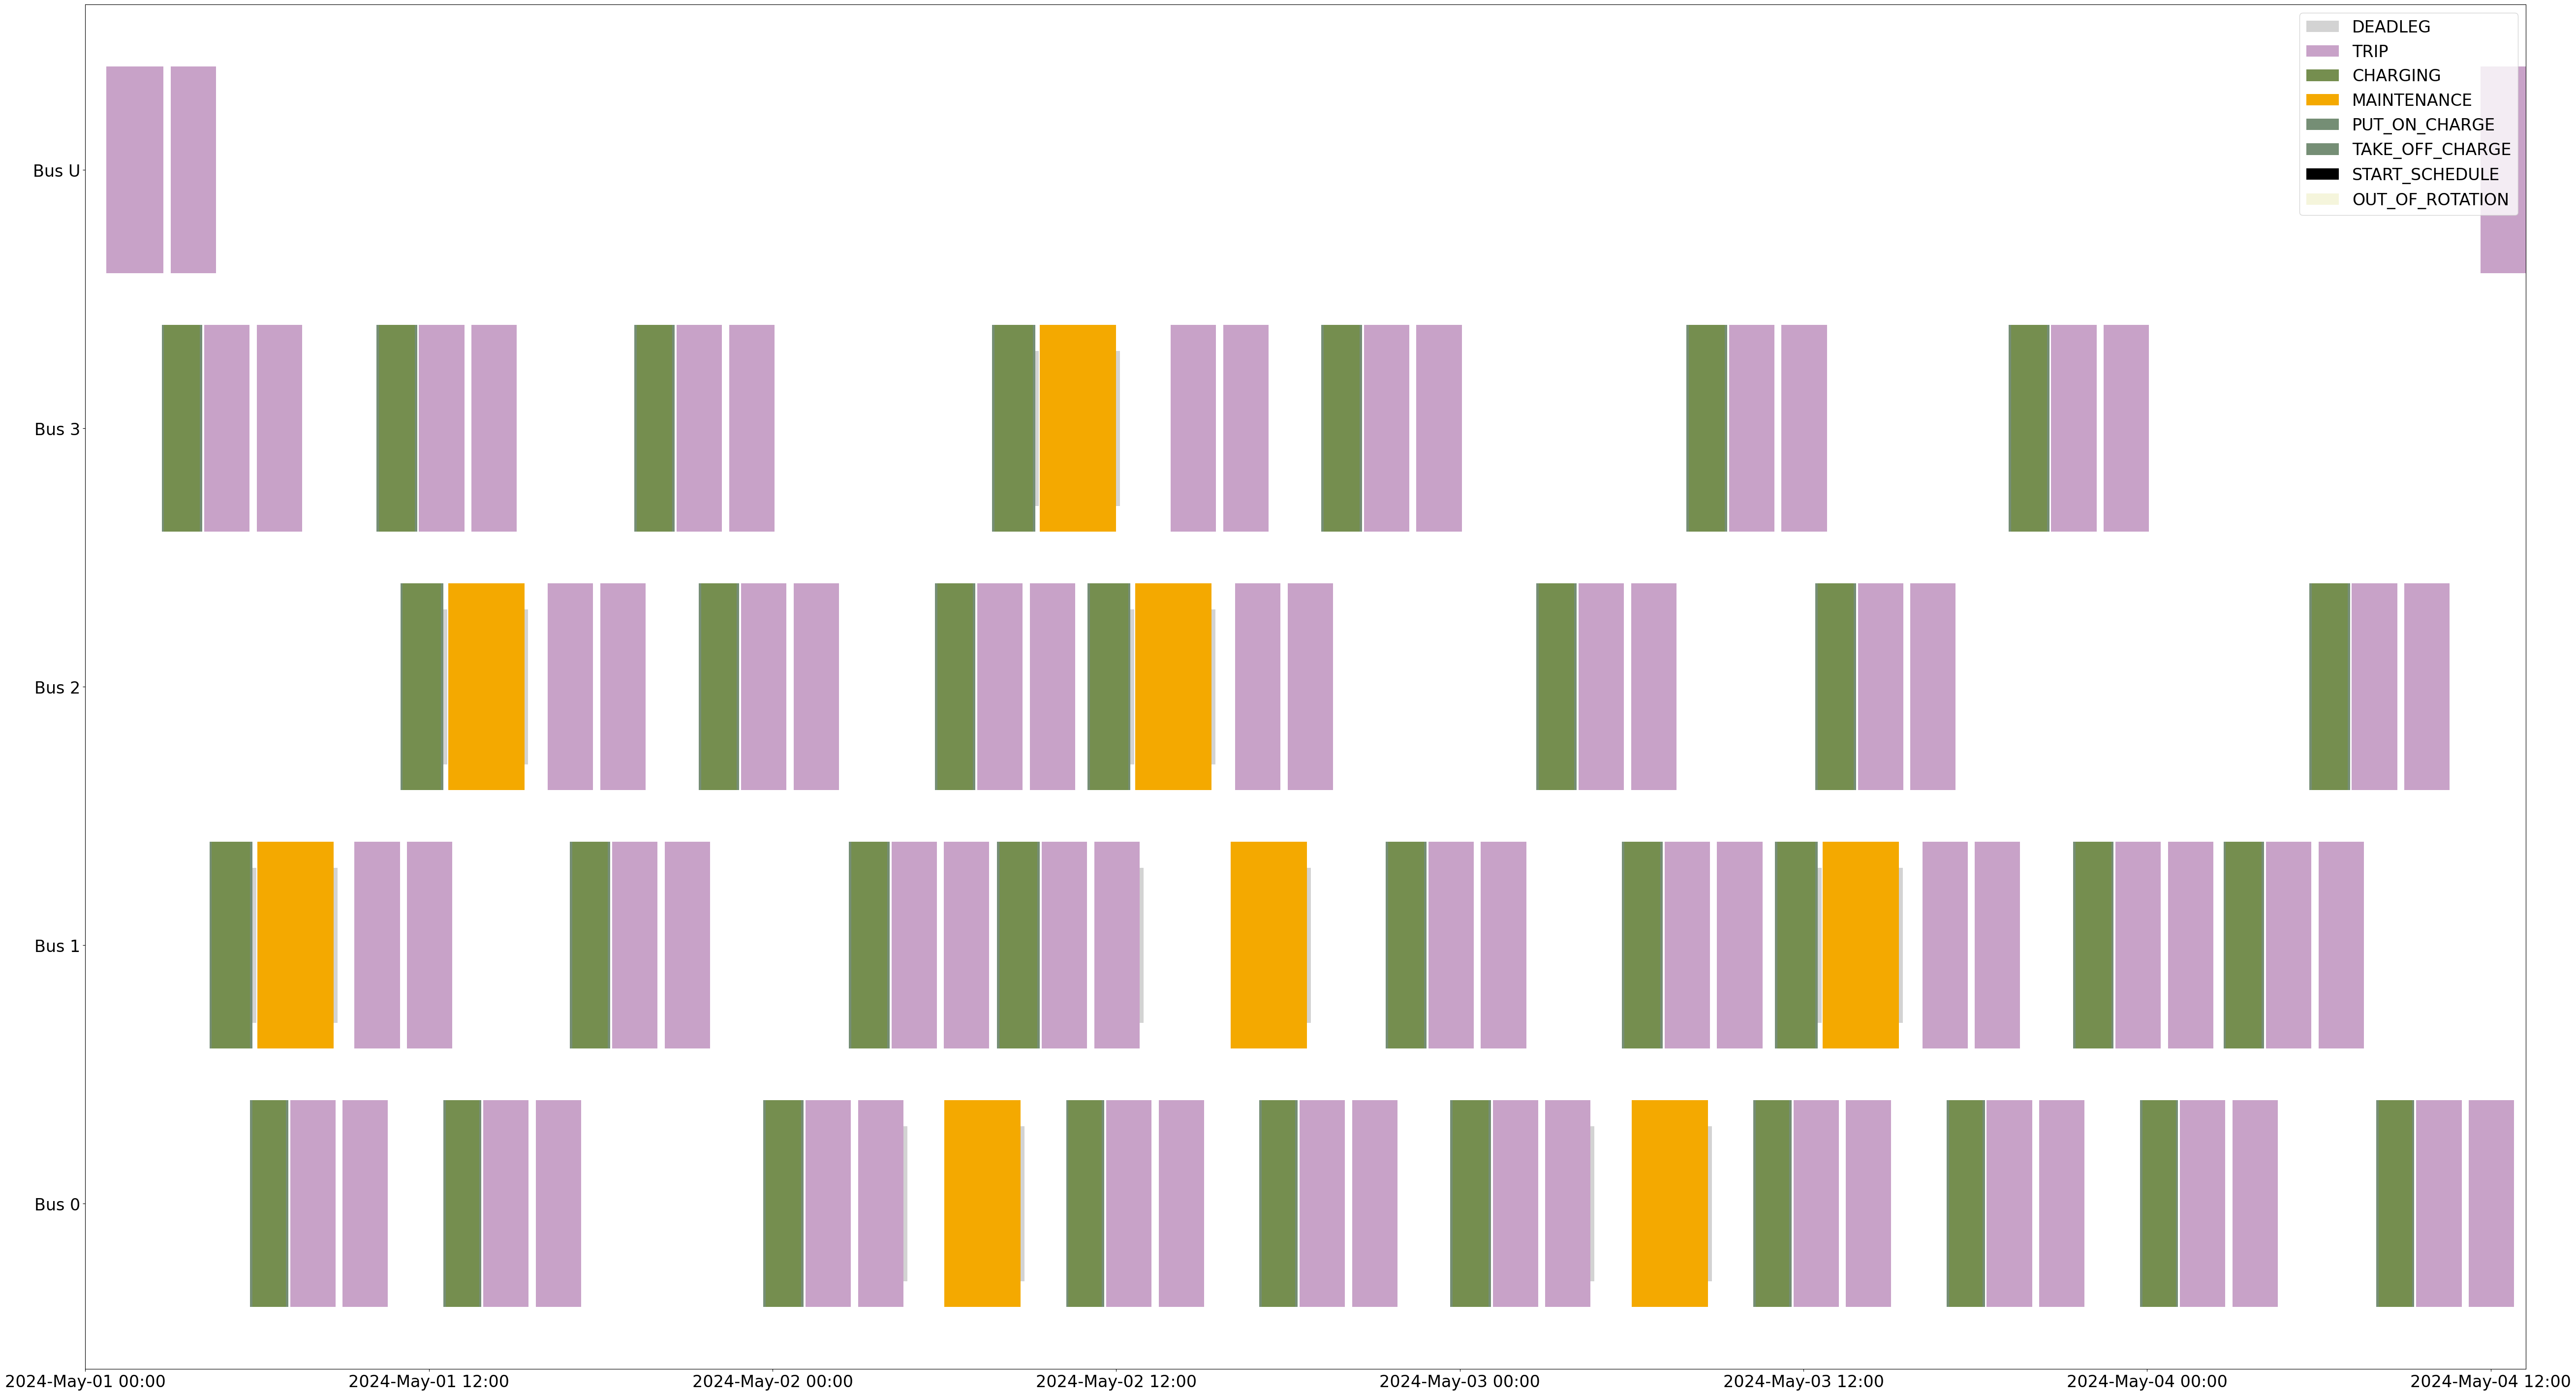 DEADLEG
TRIP
CHARGING
MAINTENANCE
PUT_ON_CHARGE
TAKE_OFF_CHARGE
START_SCHEDULE
OUT_OF_ROTATION
Bus U
Bus 3
Bus 2
Bus 1
Bus 0
2024-May-01 00:00 2024-May-01 12:00 2024-May-02 00:00 2024-May-02 12:00 2024-May-03 00:00 2024-May-03 12:00 2024-May-04 00:00 2024-May-04 12:00